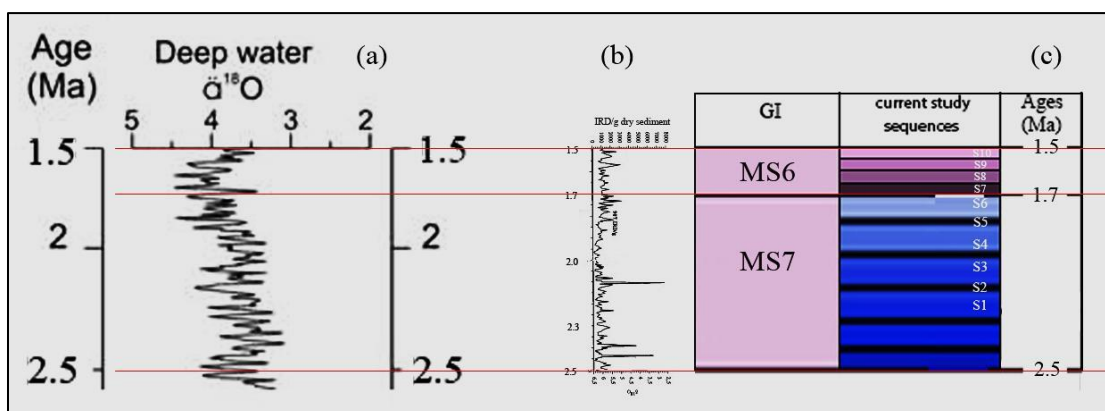 Age
(Ma)
Deep water
ä¹⁸O
(a)
5 4 3 2
1.5
2
2.5
1.5
2
2.5
(b)
IRD/g dry sediment
1.5
1.7
2.0
2.3
2.5
(c)
GI
current study
sequences
Ages
(Ma)
MS6
MS7
S10
S9
S8
S7
S6
S5
S4
S3
S2
S1
1.5
1.7
2.5